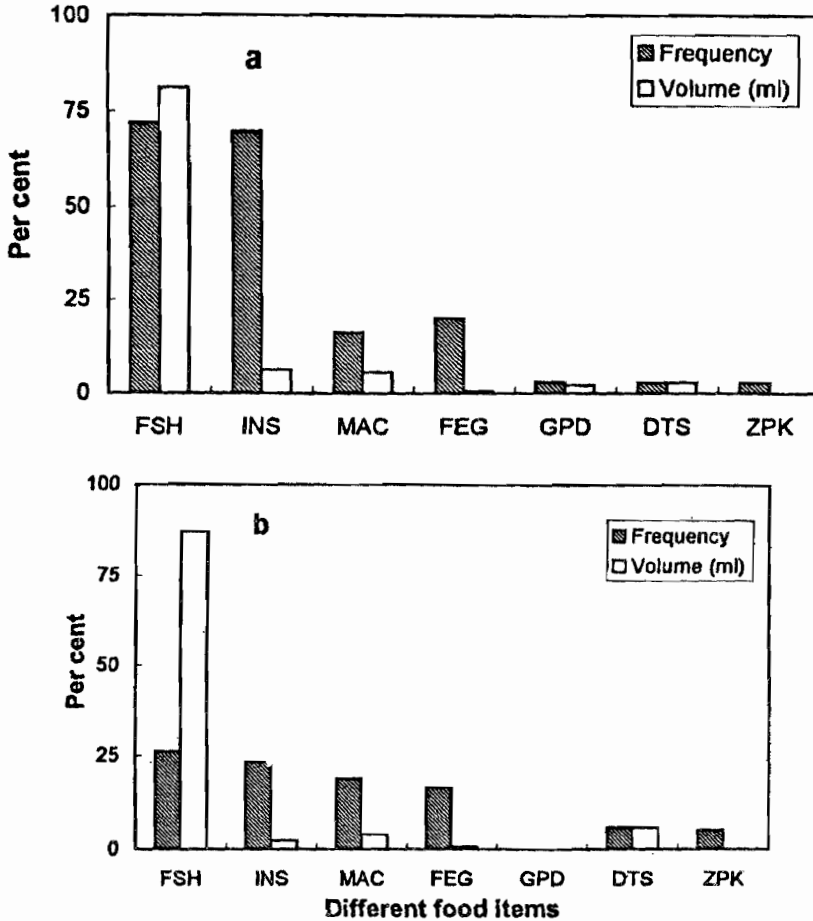 100
a
Frequency
Volume (ml)
75
Per cent
50
25
0
FSH INS MAC FEG GPD DTS ZPK
100
b
Frequency
Volume (ml)
75
Per cent
50
25
0
FSH INS MAC FEG GPD DTS ZPK
Different food items